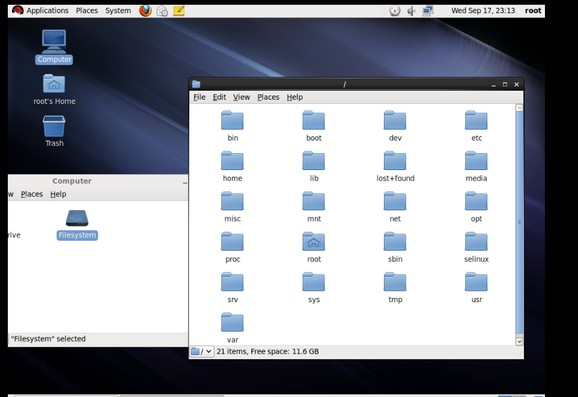 Applications Places System Wed Sep 17, 23:13 root
Computer
root's Home
Trash
/
File Edit View Places Help
bin boot dev etc
home lib lost+found media
misc mnt net opt
proc root sbin selinux
srv sys tmp usr
var
/ 21 items, Free space: 11.6 GB
Computer
w Places Help
rive Filesystem
"Filesystem" selected